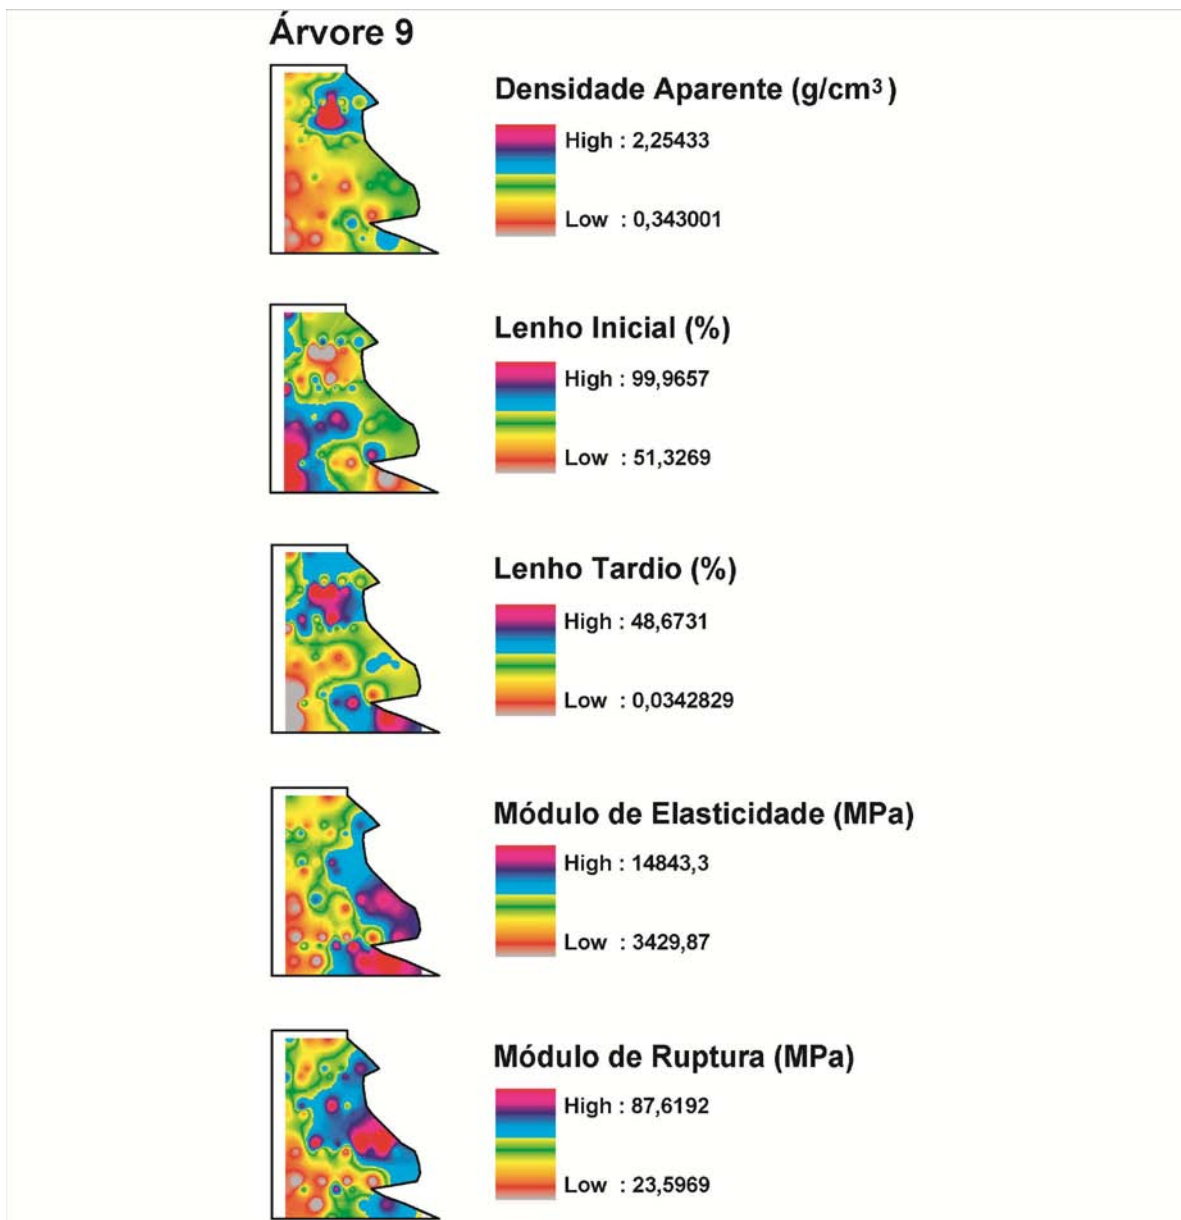 Árvore 9
Densidade Aparente (g/cm³)
High : 2,25433
Low : 0,343001
Lenho Inicial (%)
High : 99,9657
Low : 51,3269
Lenho Tardio (%)
High : 48,6731
Low : 0,0342829
Módulo de Elasticidade (MPa)
High : 14843,3
Low : 3429,87
Módulo de Ruptura (MPa)
High : 87,6192
Low : 23,5969